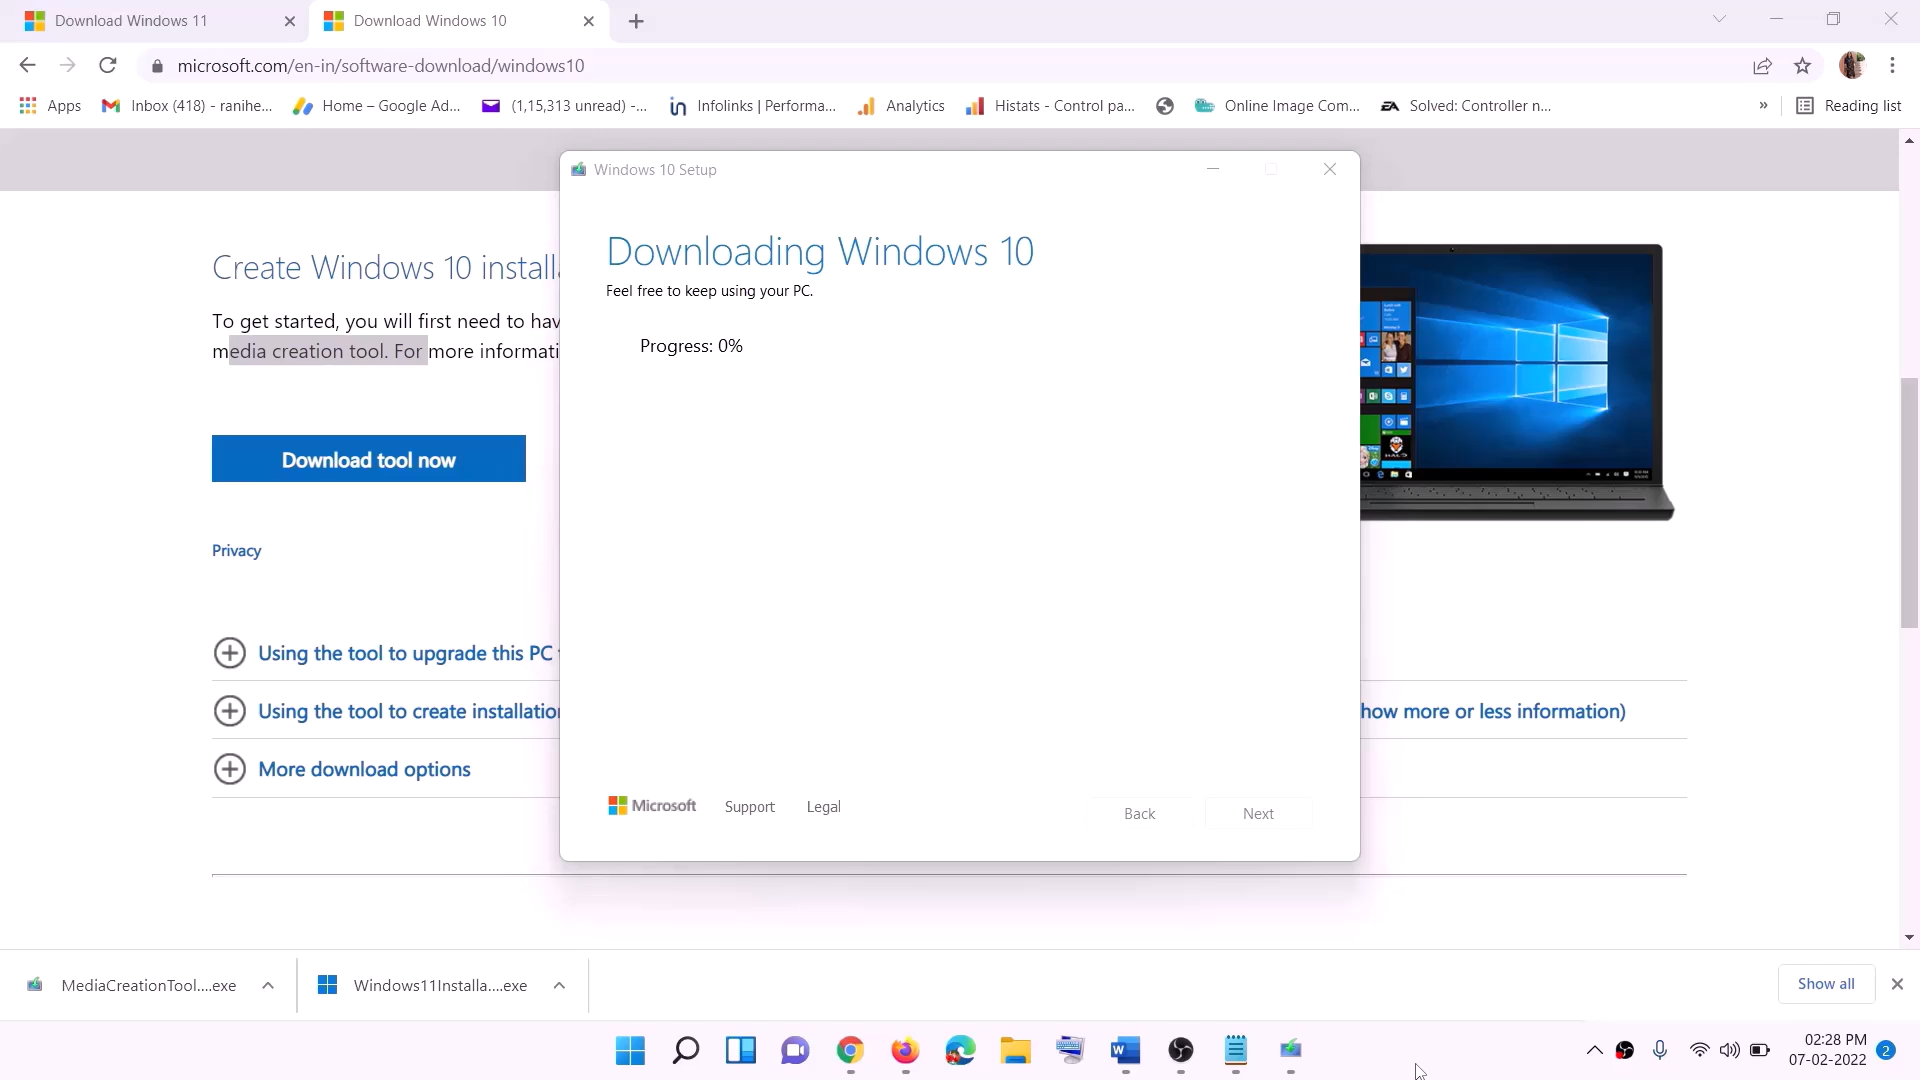 Download Windows 11
Download Windows 10
microsoft.com/en-in/software-download/windows10
Apps
Inbox (418) - ranihe...
Home – Google Ad...
(1,15,313 unread) -...
Infolinks | Performa...
Analytics
Histats - Control pa...
Online Image Com...
Solved: Controller n...
»
Reading list
Windows 10 Setup
Downloading Windows 10
Feel free to keep using your PC.
Progress: 0%
Create Windows 10 install
To get started, you will first need to hav
media creation tool. For more informati
Download tool now
Privacy
Using the tool to upgrade this PC
Using the tool to create installation
how more or less information)
More download options
Microsoft
Support
Legal
Back
Next
MediaCreationTool....exe
Windows11Installa....exe
Show all
02:28 PM
07-02-2022
2